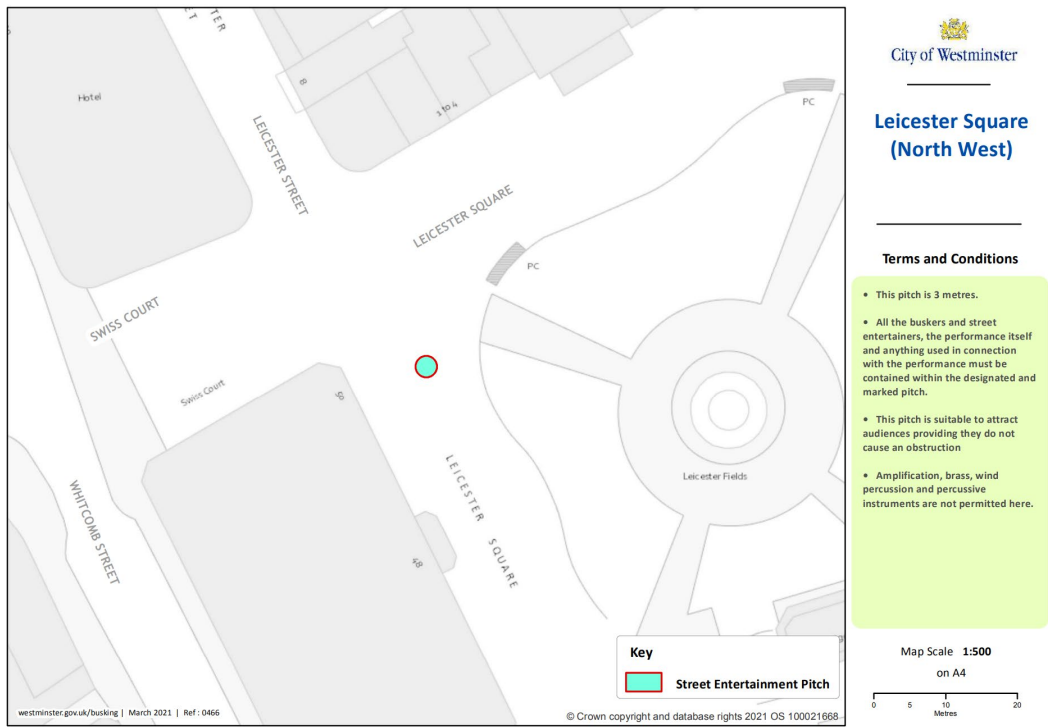 ET
TER
Hotel
8
1 to 4
PC
LEICESTER STREET
LEICESTER SQUARE
PC
SWISS COURT
Swiss Court
50
LEICESTER SQUARE
Leicester Fields
WHITCOMB STREET
48
Key
Street Entertainment Pitch
westminster.gov.uk/busking | March 2021 | Ref : 0466
© Crown copyright and database rights 2021 OS 100021668
City of Westminster
Leicester Square
(North West)
Terms and Conditions
• This pitch is 3 metres.
• All the buskers and street
entertainers, the performance itself
and anything used in connection
with the performance must be
contained within the designated and
marked pitch.
• This pitch is suitable to attract
audiences providing they do not
cause an obstruction
• Amplification, brass, wind
percussion and percussive
instruments are not permitted here.
Map Scale 1:500
on A4
0 5 10 20
Metres